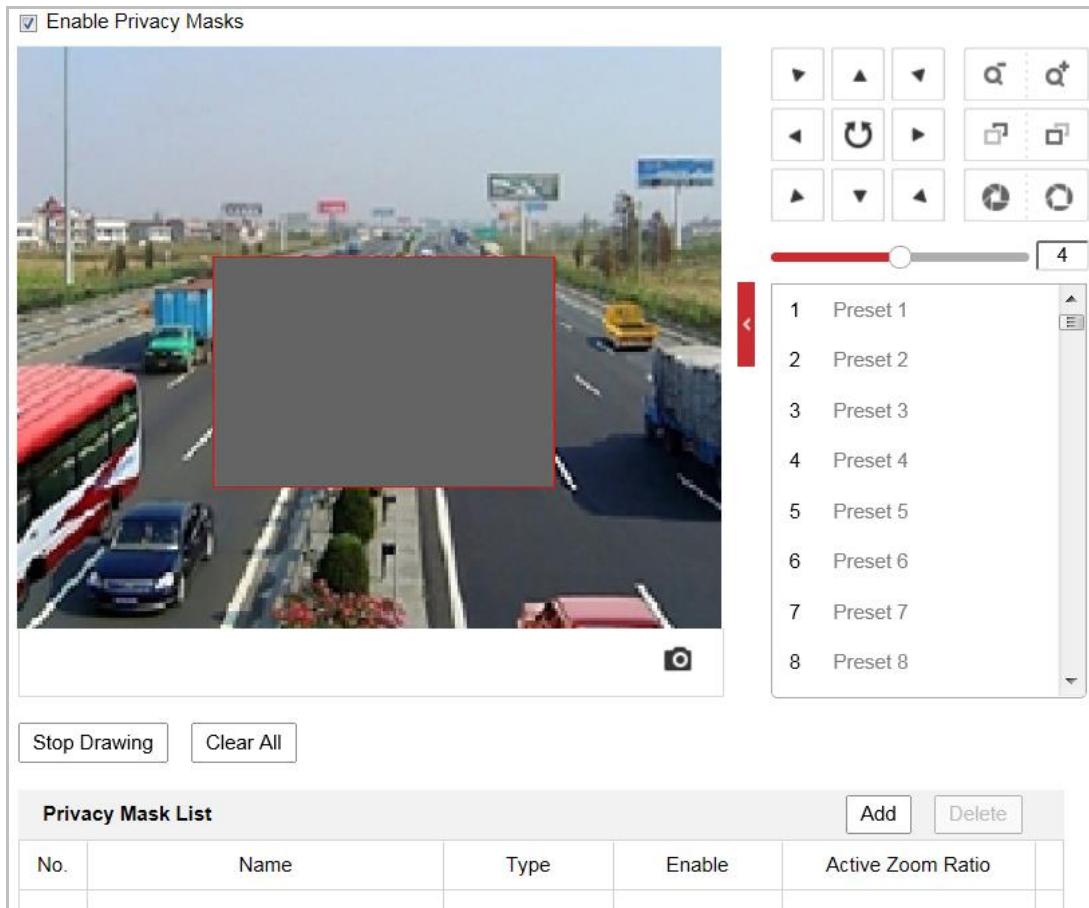 Enable Privacy Masks
4
1 Preset 1
2 Preset 2
3 Preset 3
4 Preset 4
5 Preset 5
6 Preset 6
7 Preset 7
8 Preset 8
Stop Drawing Clear All
Privacy Mask List Add Delete
No. Name Type Enable Active Zoom Ratio